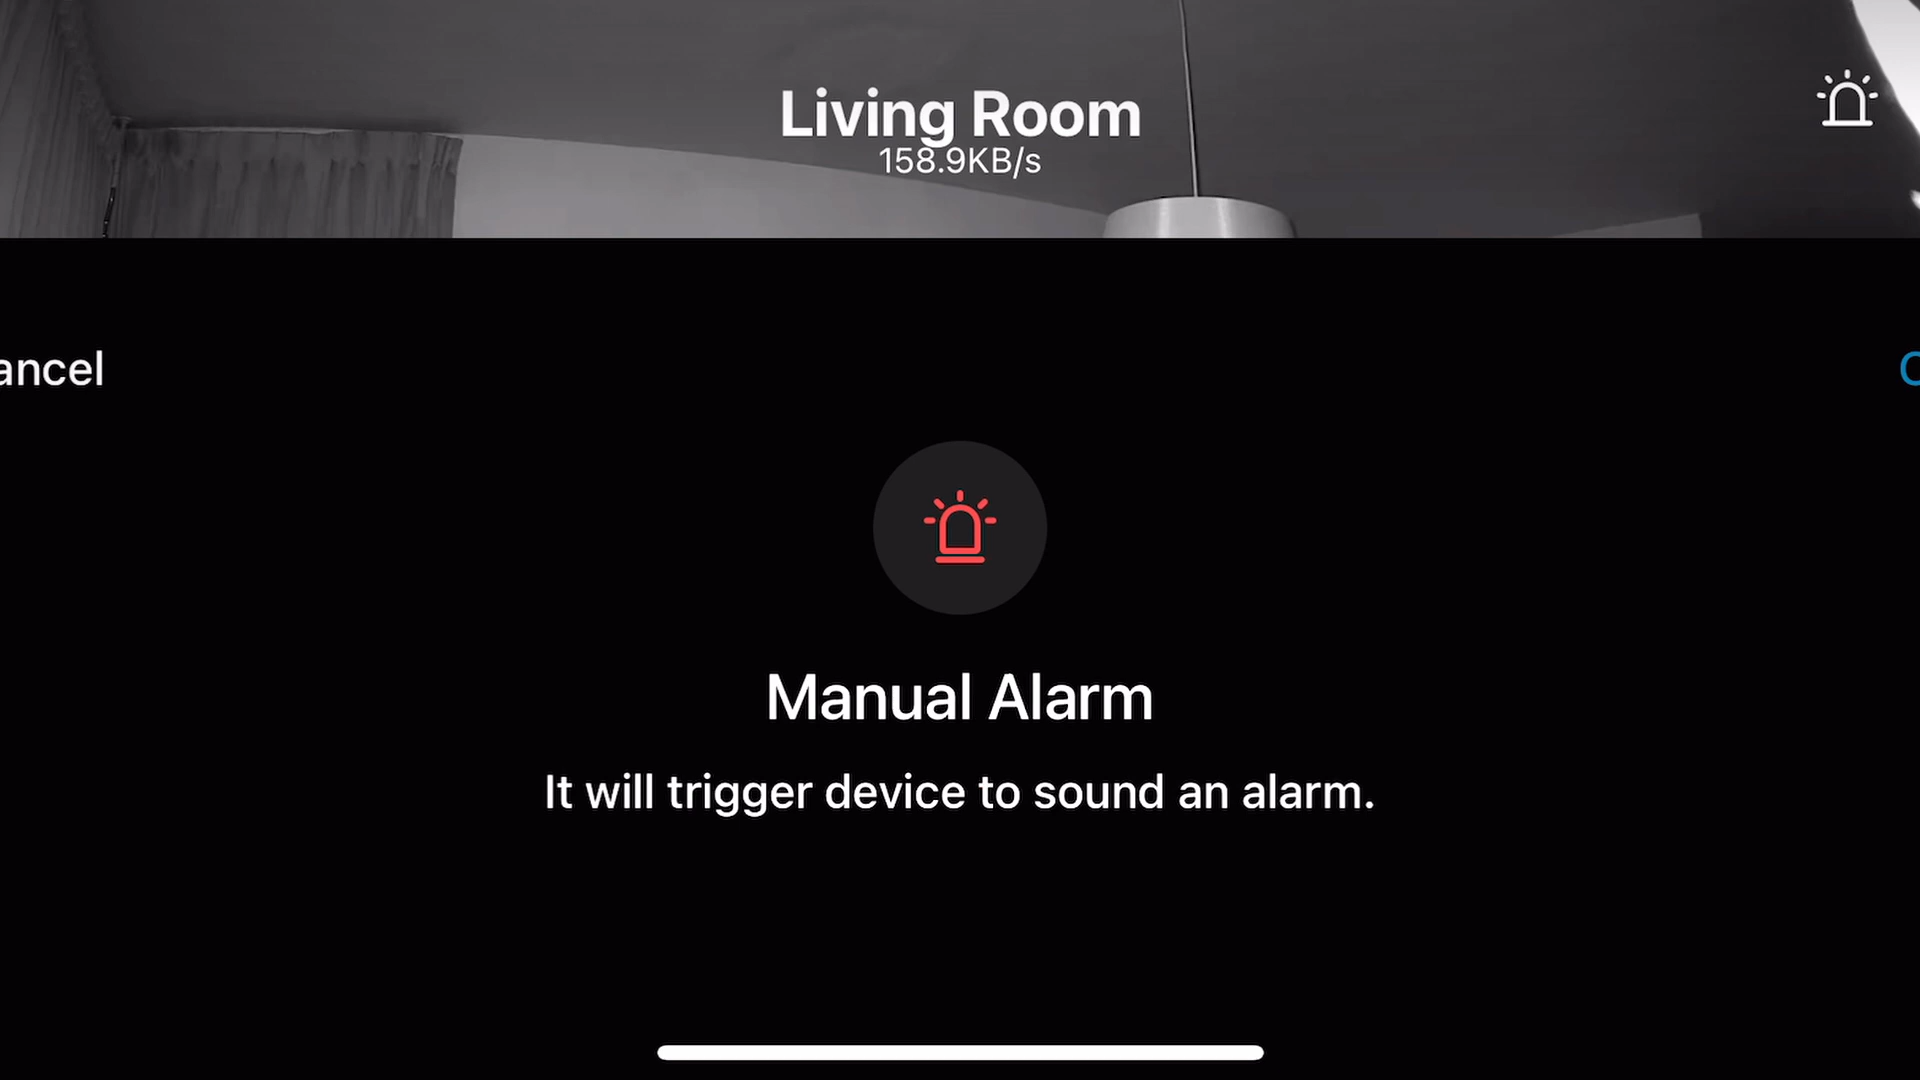 Living Room
158.9KB/s
ancel
Manual Alarm
It will trigger device to sound an alarm.